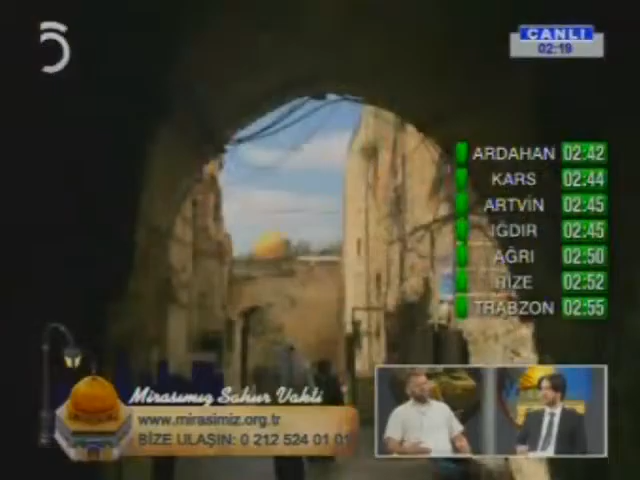 CANLI
02:19
ARDAHAN 02:42
KARS 02:44
ARTVİN 02:45
IĞDIR 02:45
AĞRI 02:50
RİZE 02:52
TRABZON 02:55
Mirasımız Sahur Vakti
www.mirasimiz.org.tr
BİZE ULAŞIN: 0 212 524 01 01